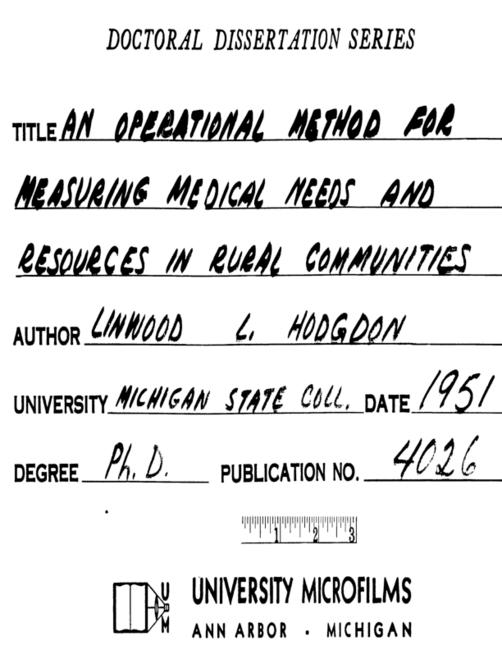 DOCTORAL DISSERTATION SERIES
TITLE AN OPERATIONAL METHOD FOR
MEASURING MEDICAL NEEDS AND
RESOURCES IN RURAL COMMUNITIES
AUTHOR LINWOOD L. HODGDON
UNIVERSITY MICHIGAN STATE COLL. DATE 1951
DEGREE Ph. D. PUBLICATION NO. 4026
1 2 3
U M
UNIVERSITY MICROFILMS
ANN ARBOR · MICHIGAN